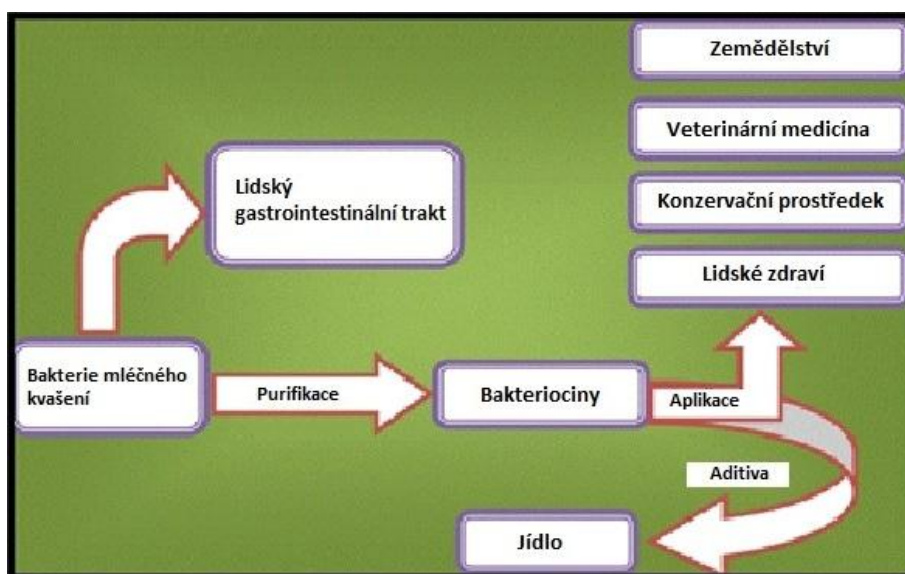 Zemědělství
Veterinární medicína
Lidský
gastrointestinální trakt
Konzervační prostředek
Lidské zdraví
Bakterie mléčného
kvašení
Purifikace
Bakteriociny
Aplikace
Aditiva
Jídlo